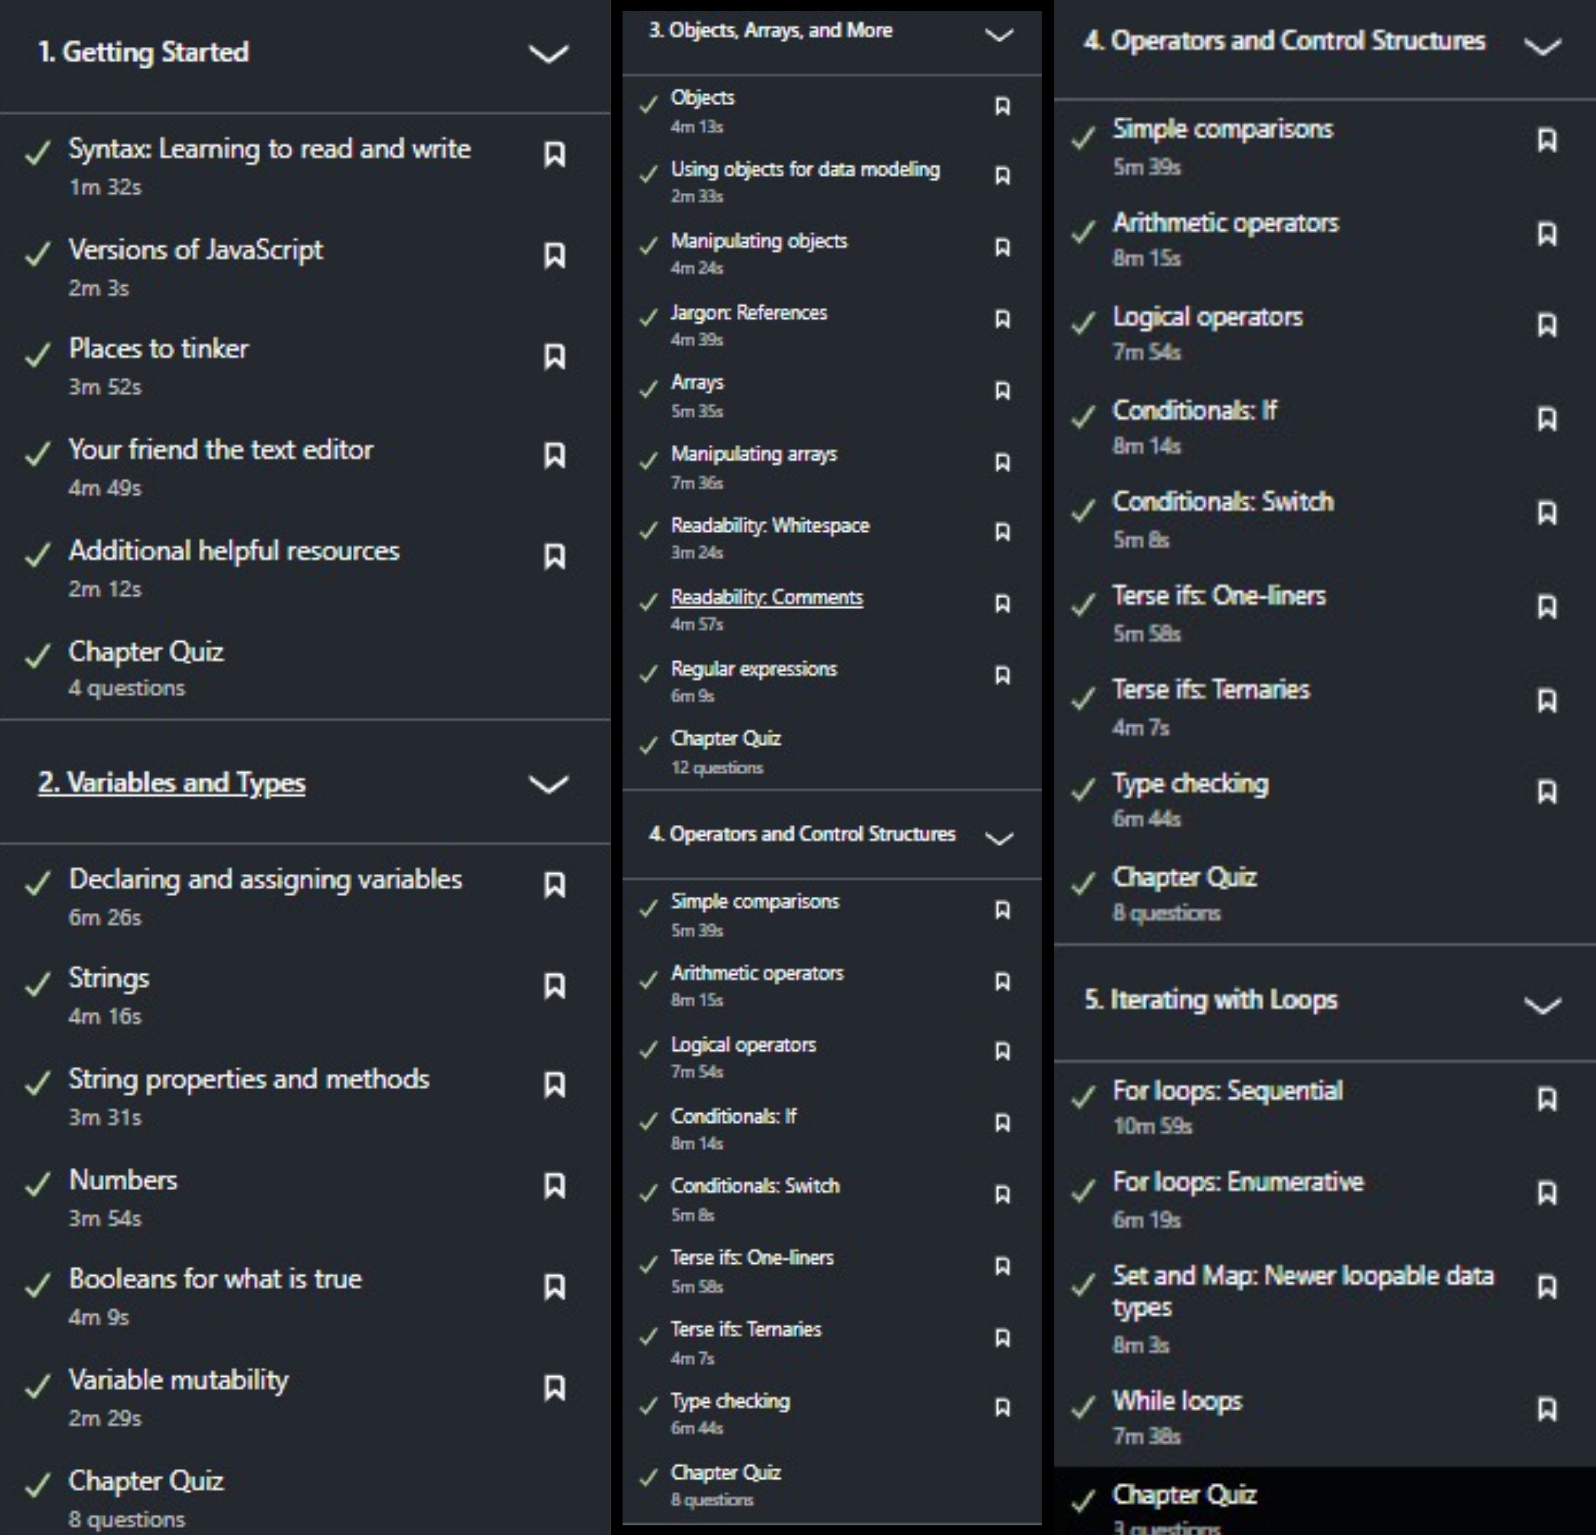 1. Getting Started
Syntax: Learning to read and write
1m 32s
Versions of JavaScript
2m 3s
Places to tinker
3m 52s
Your friend the text editor
4m 49s
Additional helpful resources
2m 12s
Chapter Quiz
4 questions
2. Variables and Types
Declaring and assigning variables
6m 26s
Strings
4m 16s
String properties and methods
3m 31s
Numbers
3m 54s
Booleans for what is true
4m 9s
Variable mutability
2m 29s
Chapter Quiz
8 questions
3. Objects, Arrays, and More
Objects
4m 13s
Using objects for data modeling
2m 33s
Manipulating objects
4m 24s
Jargon: References
4m 39s
Arrays
5m 35s
Manipulating arrays
7m 36s
Readability: Whitespace
3m 24s
Readability: Comments
4m 57s
Regular expressions
6m 9s
Chapter Quiz
12 questions
4. Operators and Control Structures
Simple comparisons
5m 39s
Arithmetic operators
8m 15s
Logical operators
7m 54s
Conditionals: If
8m 14s
Conditionals: Switch
5m 8s
Terse ifs: One-liners
5m 58s
Terse ifs: Ternaries
4m 7s
Type checking
6m 44s
Chapter Quiz
8 questions
4. Operators and Control Structures
Simple comparisons
5m 39s
Arithmetic operators
8m 15s
Logical operators
7m 54s
Conditionals: If
8m 14s
Conditionals: Switch
5m 8s
Terse ifs: One-liners
5m 58s
Terse ifs: Ternaries
4m 7s
Type checking
6m 44s
Chapter Quiz
8 questions
5. Iterating with Loops
For loops: Sequential
10m 59s
For loops: Enumerative
6m 19s
Set and Map: Newer loopable data
types
8m 3s
While loops
7m 38s
Chapter Quiz
3 questions